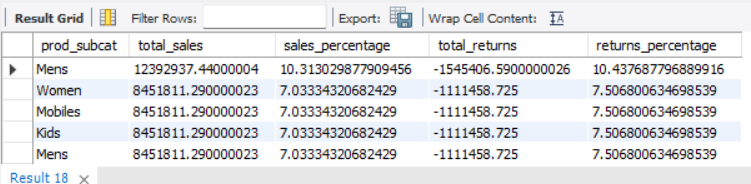 Result Grid Filter Rows: Export: Wrap Cell Content: IA
prod_subcat total_sales sales_percentage total_returns returns_percentage
Mens 12392937.44000004 10.313029877909456 -1545406.5900000026 10.437687796889916
Women 8451811.290000023 7.03334320682429 -1111458.725 7.506800634698539
Mobiles 8451811.290000023 7.03334320682429 -1111458.725 7.506800634698539
Kids 8451811.290000023 7.03334320682429 -1111458.725 7.506800634698539
Mens 8451811.290000023 7.03334320682429 -1111458.725 7.506800634698539
Result 18 ×